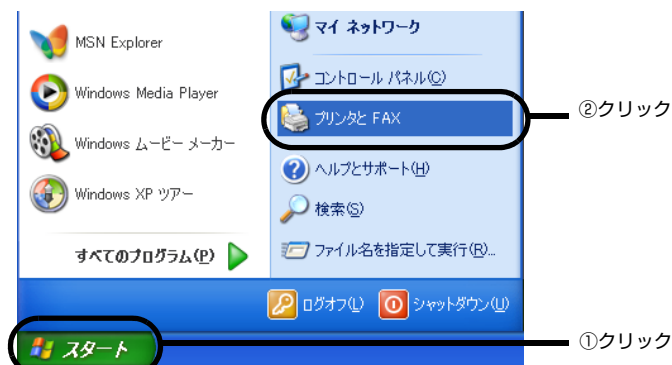 MSN Explorer
Windows Media Player
Windows ムービー メーカー
Windows XP ツアー
すべてのプログラム(P)
マイ ネットワーク
コントロール パネル(C)
プリンタと FAX
②クリック
ヘルプとサポート(H)
検索(S)
ファイル名を指定して実行(R)...
ログオフ(L)
シャットダウン(U)
スタート
①クリック